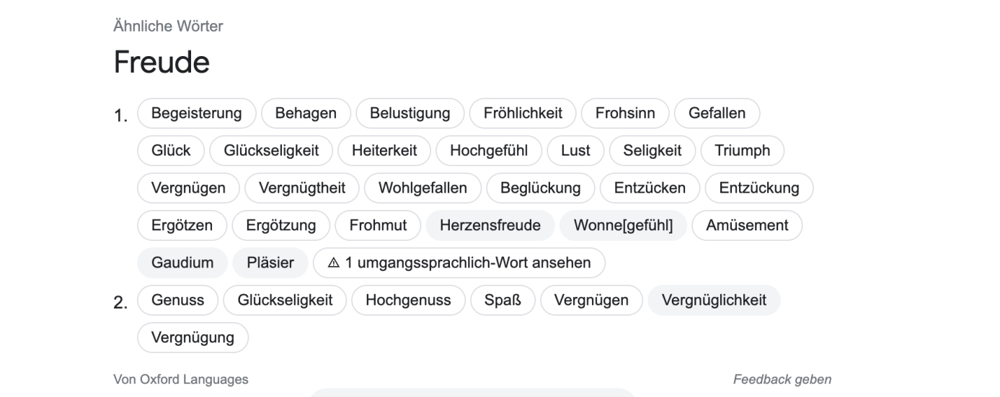 Ähnliche Wörter
Freude
1. Begeisterung Behagen Belustigung Fröhlichkeit Frohsinn Gefallen
Glück Glückseligkeit Heiterkeit Hochgefühl Lust Seligkeit Triumph
Vergnügen Vergnügtheit Wohlgefallen Beglückung Entzücken Entzückung
Ergötzen Ergötzung Frohmut Herzensfreude Wonne[gefühl] Amüsement
Gaudium Pläsier ⚠ 1 umgangssprachlich-Wort ansehen
2. Genuss Glückseligkeit Hochgenuss Spaß Vergnügen Vergnüglichkeit
Vergnügung
Von Oxford Languages Feedback geben